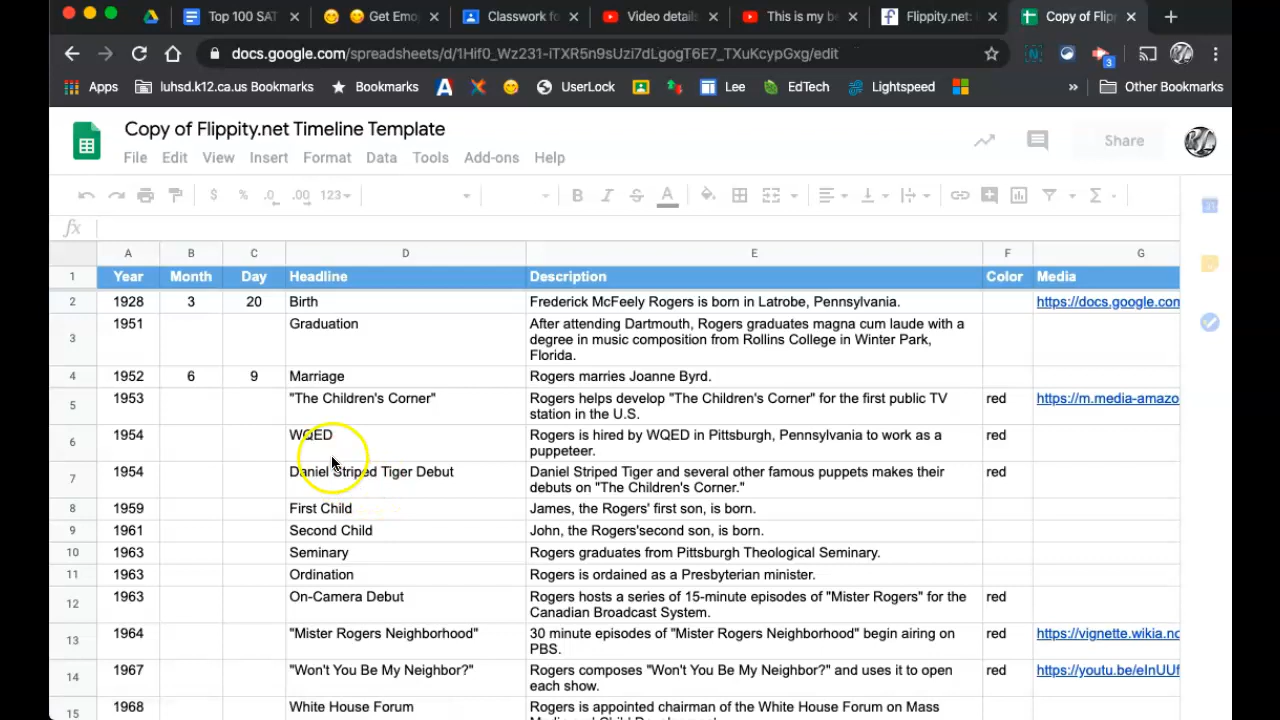 Top 100 SAT
Get Emo
Classwork fo
Video details
This is my be
Flippity.net:
Copy of Flipp
docs.google.com/spreadsheets/d/1Hif0_Wz231-iTXR5n9sUzi7dLgogT6E7_TXuKcypGxg/edit
3
Apps luhsd.k12.ca.us Bookmarks Bookmarks UserLock Lee EdTech Lightspeed » Other Bookmarks
Copy of Flippity.net Timeline Template
File Edit View Insert Format Data Tools Add-ons Help
Share
$ % .0 .00 123 B I S A Σ
fx
A B C D E F G
1 Year Month Day Headline Description Color Media
2 1928 3 20 Birth Frederick McFeely Rogers is born in Latrobe, Pennsylvania. https://docs.google.com
3 1951 Graduation After attending Dartmouth, Rogers graduates magna cum laude with a
degree in music composition from Rollins College in Winter Park,
Florida.
4 1952 6 9 Marriage Rogers marries Joanne Byrd.
5 1953 "The Children's Corner" Rogers helps develop "The Children's Corner" for the first public TV red https://m.media-amazo
station in the U.S.
6 1954 WQED Rogers is hired by WQED in Pittsburgh, Pennsylvania to work as a red
puppeteer.
7 1954 Daniel Striped Tiger Debut Daniel Striped Tiger and several other famous puppets makes their red
debuts on "The Children's Corner."
8 1959 First Child James, the Rogers' first son, is born.
9 1961 Second Child John, the Rogers'second son, is born.
10 1963 Seminary Rogers graduates from Pittsburgh Theological Seminary.
11 1963 Ordination Rogers is ordained as a Presbyterian minister.
12 1963 On-Camera Debut Rogers hosts a series of 15-minute episodes of "Mister Rogers" for the red
Canadian Broadcast System.
13 1964 "Mister Rogers Neighborhood" 30 minute episodes of "Mister Rogers Neighborhood" begin airing on red https://vignette.wikia.no
PBS.
14 1967 "Won't You Be My Neighbor?" Rogers composes "Won't You Be My Neighbor?" and uses it to open red https://youtu.be/eInUUf
each show.
15 1968 White House Forum Rogers is appointed chairman of the White House Forum on Mass